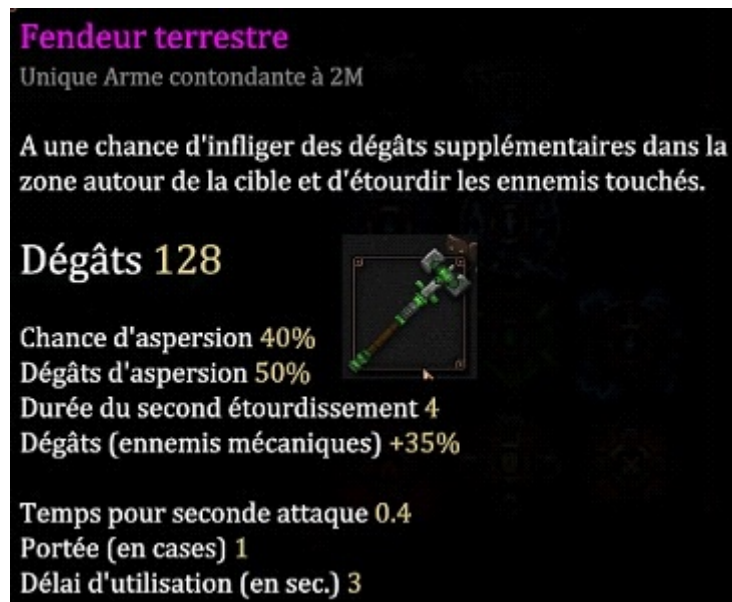 Fendeur terrestre
Unique Arme contondante à 2M
A une chance d'infliger des dégâts supplémentaires dans la
zone autour de la cible et d'étourdir les ennemis touchés.
Dégâts 128
Chance d'aspersion 40%
Dégâts d'aspersion 50%
Durée du second étourdissement 4
Dégâts (ennemis mécaniques) +35%
Temps pour seconde attaque 0.4
Portée (en cases) 1
Délai d'utilisation (en sec.) 3